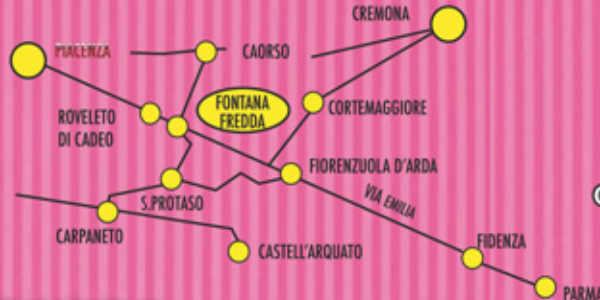 CREMONA
PIACENZA
CAORSO
FONTANA
FREDDA
CORTEMAGGIORE
ROVELETO
DI CADEO
FIORENZUOLA D'ARDA
S.PROTASO
VIA EMILIA
CARPANETO
CASTELL'ARQUATO
FIDENZA
PARMA